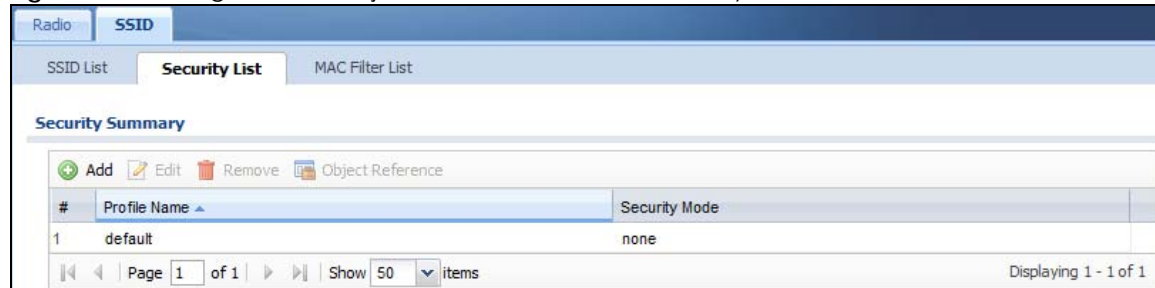 Radio SSID
SSID List Security List MAC Filter List
Security Summary
Add Edit Remove Object Reference
# Profile Name Security Mode
1 default none
Page 1 of 1 Show 50 items Displaying 1 - 1 of 1